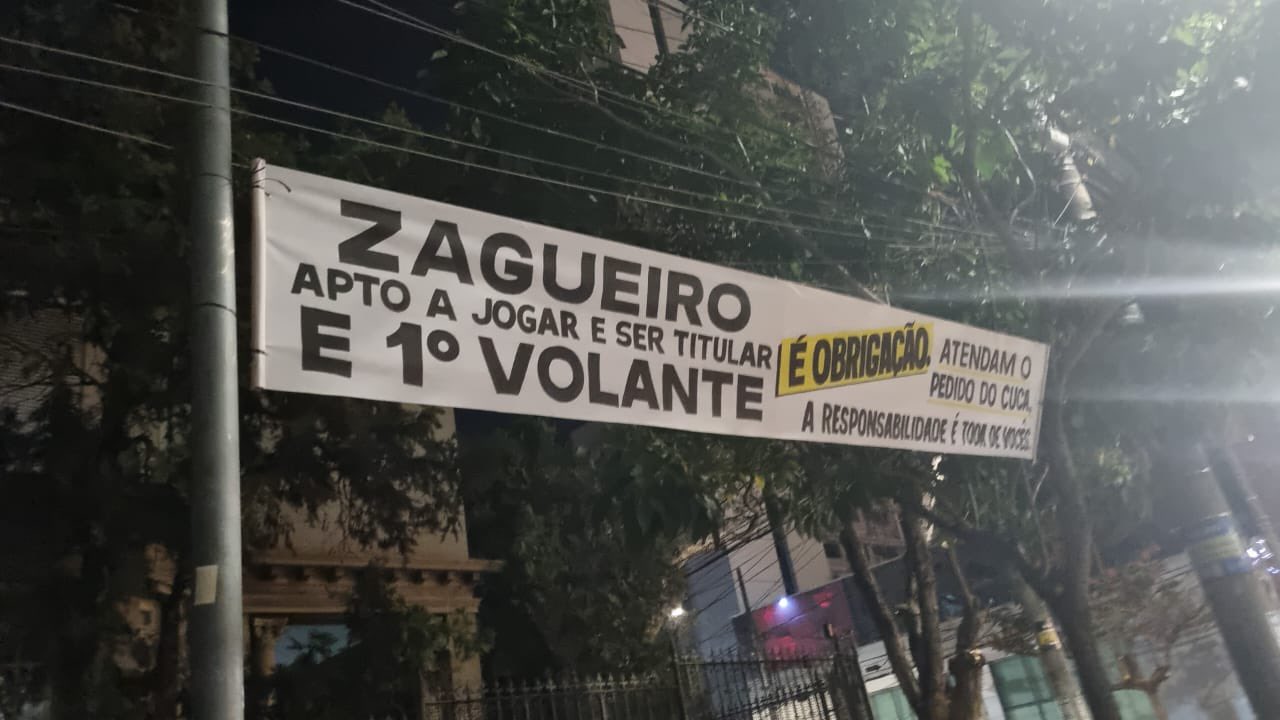 ZAGUEIRO
APTO A JOGAR E SER TITULAR
E 1º VOLANTE
É OBRIGAÇÃO.
ATENDAM O
PEDIDO DO CUCA,
A RESPONSABILIDADE É TODA DE VOCÊS.